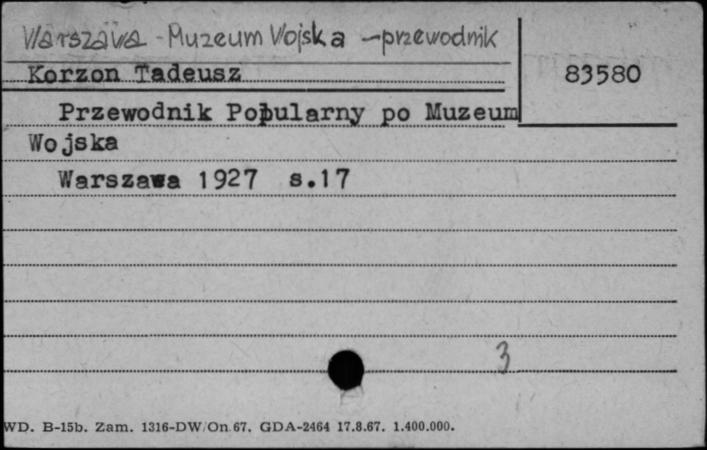 Warszawa - Muzeum Wojska - przewodnik
Korzon Tadeusz
83580
Przewodnik Popularny po Muzeum
Wojska
Warszawa 1927 s.17
3
WD. B-15b. Zam. 1316-DW/On 67. GDA-2464 17.8.67. 1.400.000.